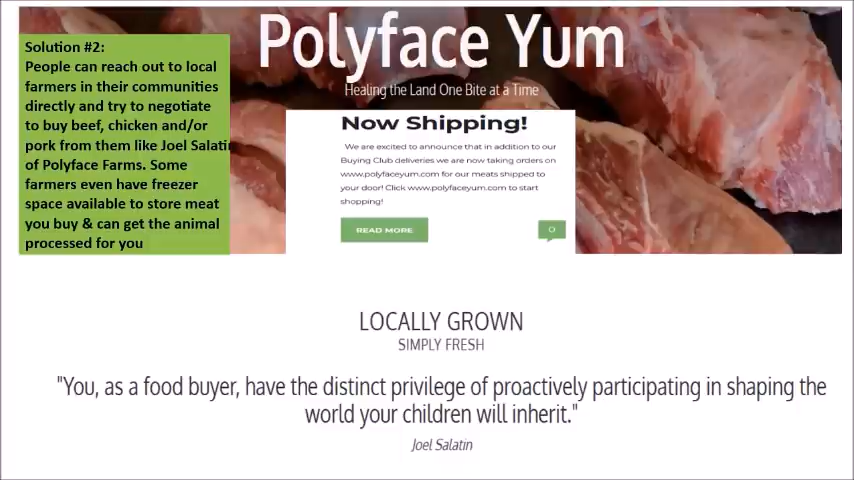 Polyface Yum
Healing the Land One Bite at a Time
Solution #2:
People can reach out to local
farmers in their communities
directly and try to negotiate
to buy beef, chicken and/or
pork from them like Joel Salatin
of Polyface Farms. Some
farmers even have freezer
space available to store meat
you buy & can get the animal
processed for you
Now Shipping!
We are excited to announce that in addition to our
Buying Club deliveries we are now taking orders on
www.polyfaceyum.com for our meats shipped to
your door! Click www.polyfaceyum.com to start
shopping!
READ MORE
0
LOCALLY GROWN
SIMPLY FRESH
"You, as a food buyer, have the distinct privilege of proactively participating in shaping the
world your children will inherit."
Joel Salatin